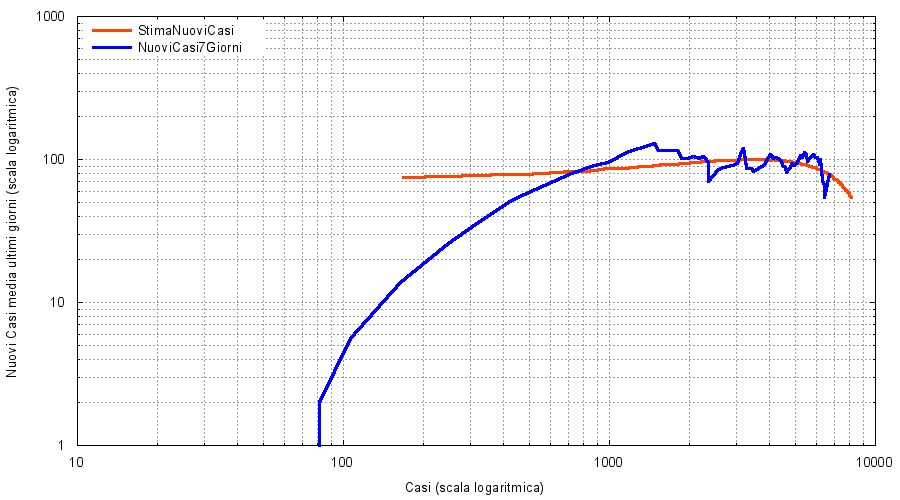 1000
StimaNuoviCasi
NuoviCasi7Giorni
100
10
1
Nuovi Casi media ultimi giorni (scala logaritmica)
10 100 1000 10000
Casi (scala logaritmica)